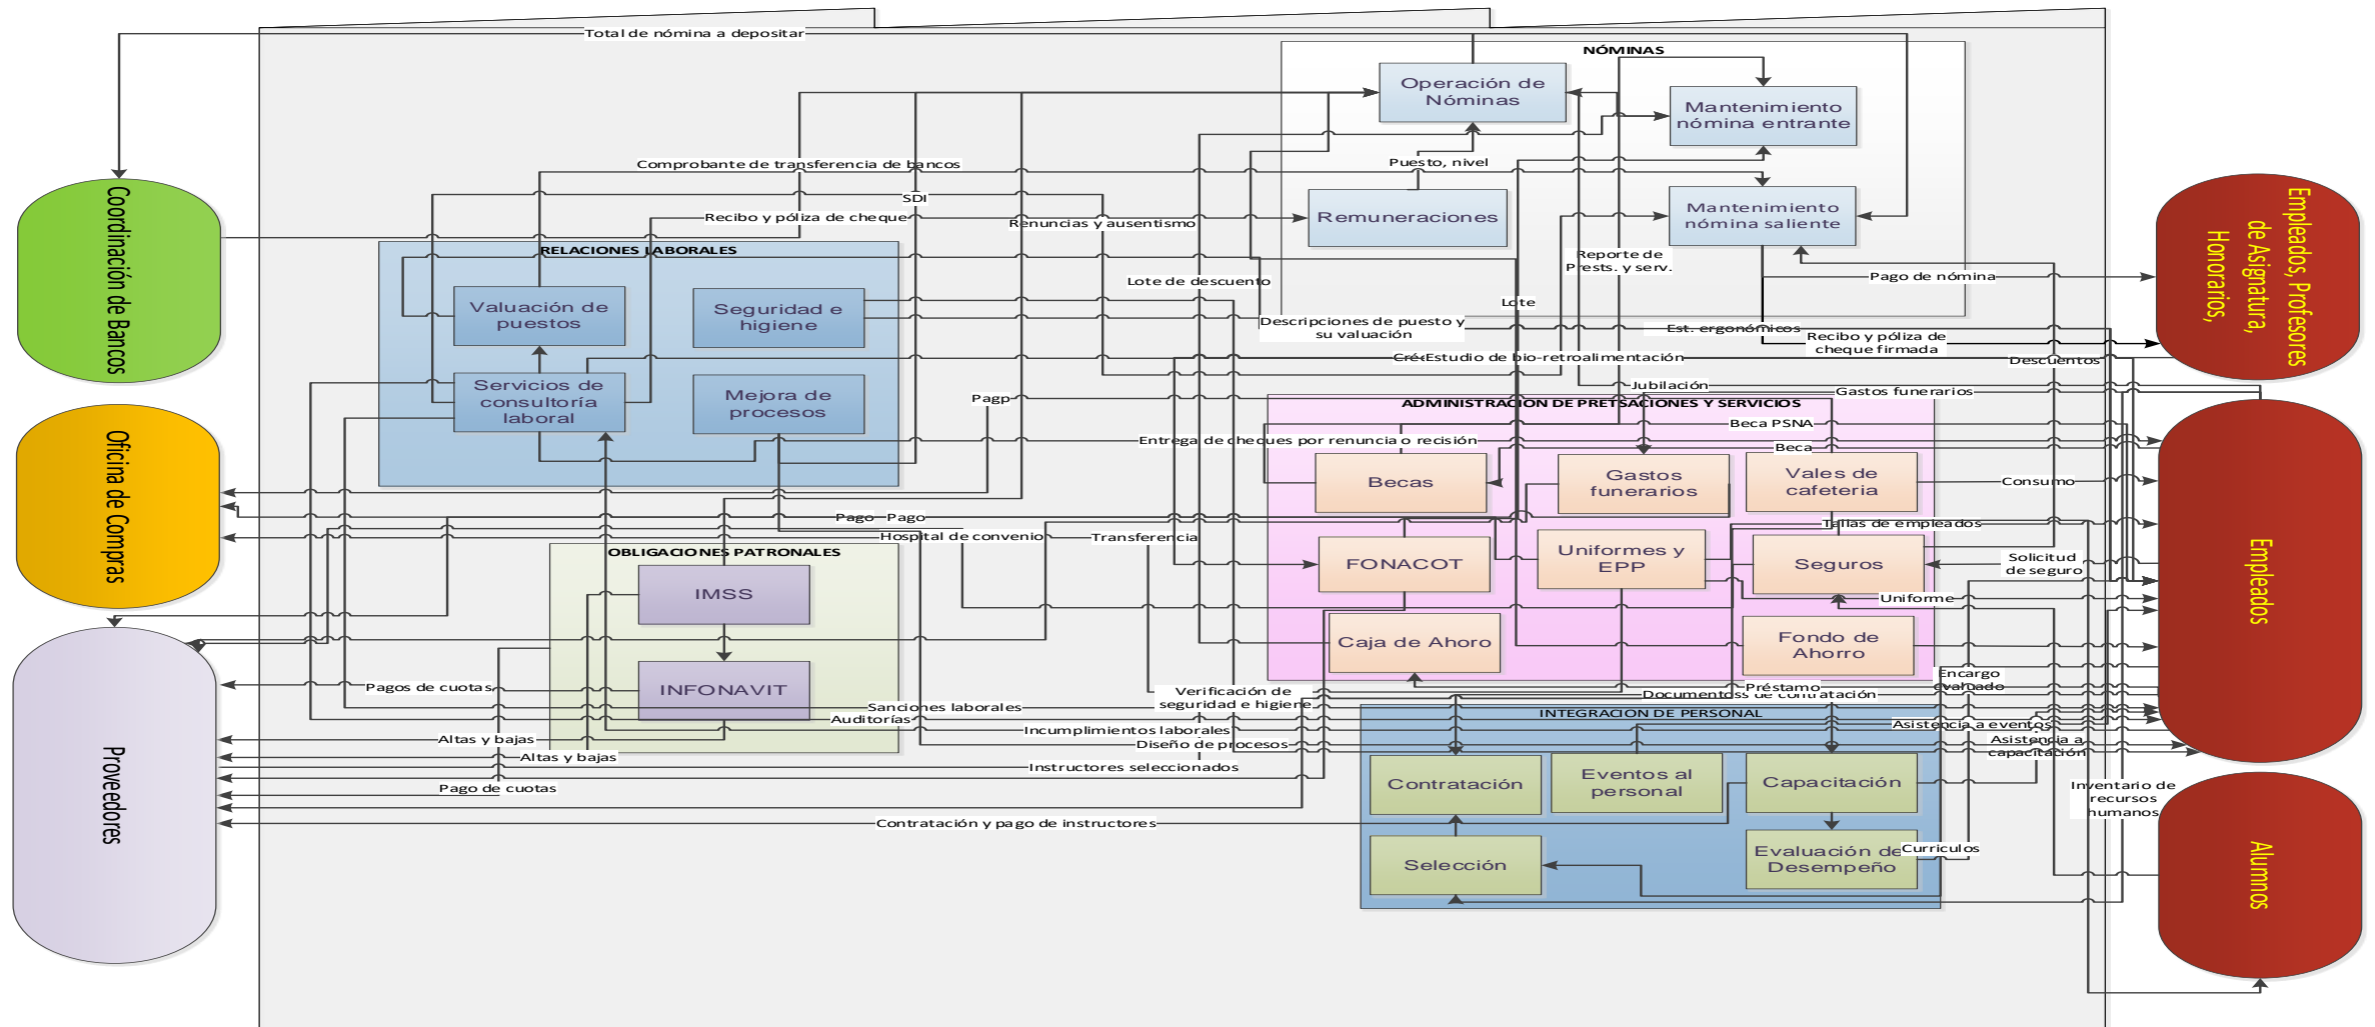 Total de nómina a depositar
NÓMINAS
Operación de
Nóminas
Mantenimiento
nómina entrante
Comprobante de transferencia de bancos
Puesto, nivel
SDI
Recibo y póliza de cheque
Renuncias y ausentismo
Remuneraciones
Mantenimiento
nómina saliente
Coordinación de Bancos
Empleados, Profesores
de Asignatura,
Honorarios,
RELACIONES LABORALES
Reporte de
Prests. y serv.
Pago de nómina
Lote de descuento
Lote
Valuación de
puestos
Seguridad e
higiene
Descripciones de puesto y
su valuación
Est. ergonómicos
Recibo y póliza de
cheque firmada
Cré
Estudio de bio-retroalimentación
Descuentos
Servicios de
consultoría
laboral
Mejora de
procesos
Jubilación
Gastos funerarios
Pagp
ADMINISTRACION DE PRETSACIONES Y SERVICIOS
Beca PSNA
Entrega de cheques por renuncia o recisión
Beca
Oficina de Compras
Becas
Gastos
funerarios
Vales de
cafeteria
Consumo
Pago
Pago
Tallas de empleados
Hospital de convenio
Transferencia
OBLIGACIONES PATRONALES
FONACOT
Uniformes y
EPP
Seguros
Solicitud
de seguro
Empleados
IMSS
Uniforme
Caja de Ahoro
Fondo de
Ahorro
INFONAVIT
Pagos de cuotas
Encargo
evaluado
Préstamo
Verificación de
seguridad e higiene
Documentoss de contratación
Sanciones laborales
Auditorías
INTEGRACION DE PERSONAL
Asistencia a eventos
Incumplimientos laborales
Altas y bajas
Diseño de procesos
Asistencia a
capacitación
Altas y bajas
Instructores seleccionados
Pago de cuotas
Contratación
Eventos al
personal
Capacitación
Inventario de
recursos
humanos
Proveedores
Contratación y pago de instructores
Selección
Evaluación de
Desempeño
Curriculos
Alumnos